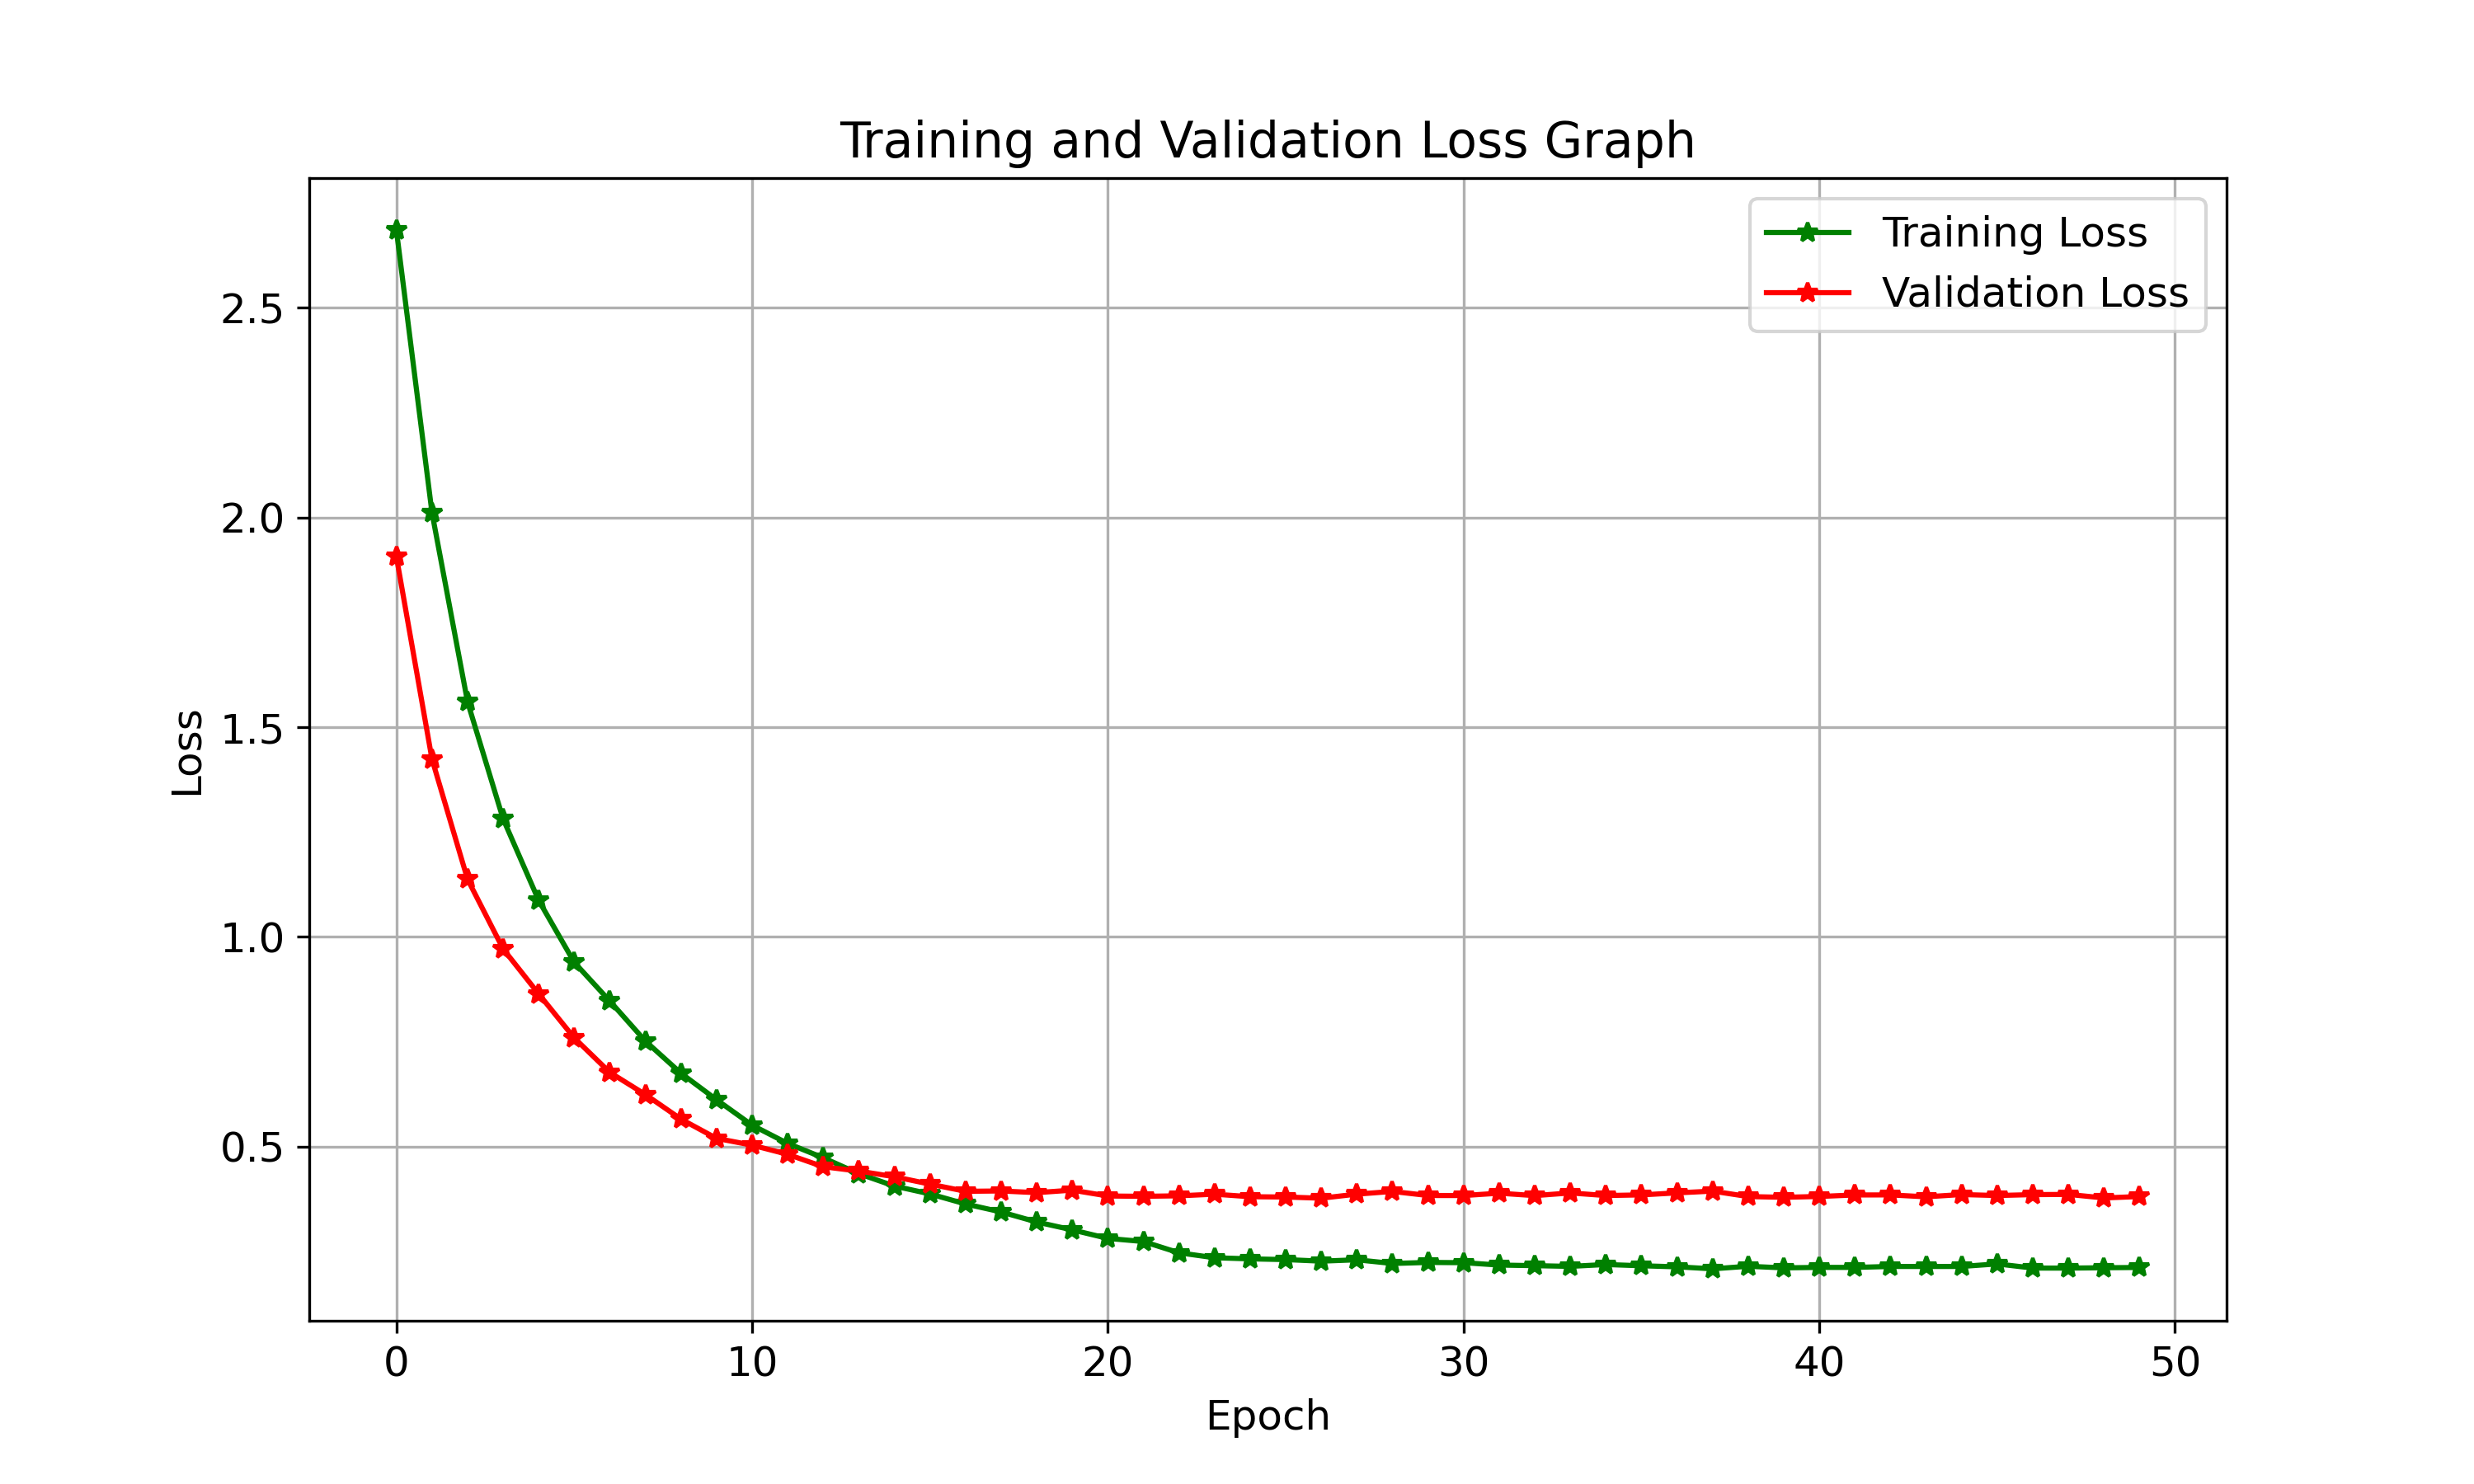 Training and Validation Loss Graph
Training Loss
Validation Loss
2.5
2.0
1.5
1.0
0.5
Loss
0 10 20 30 40 50
Epoch